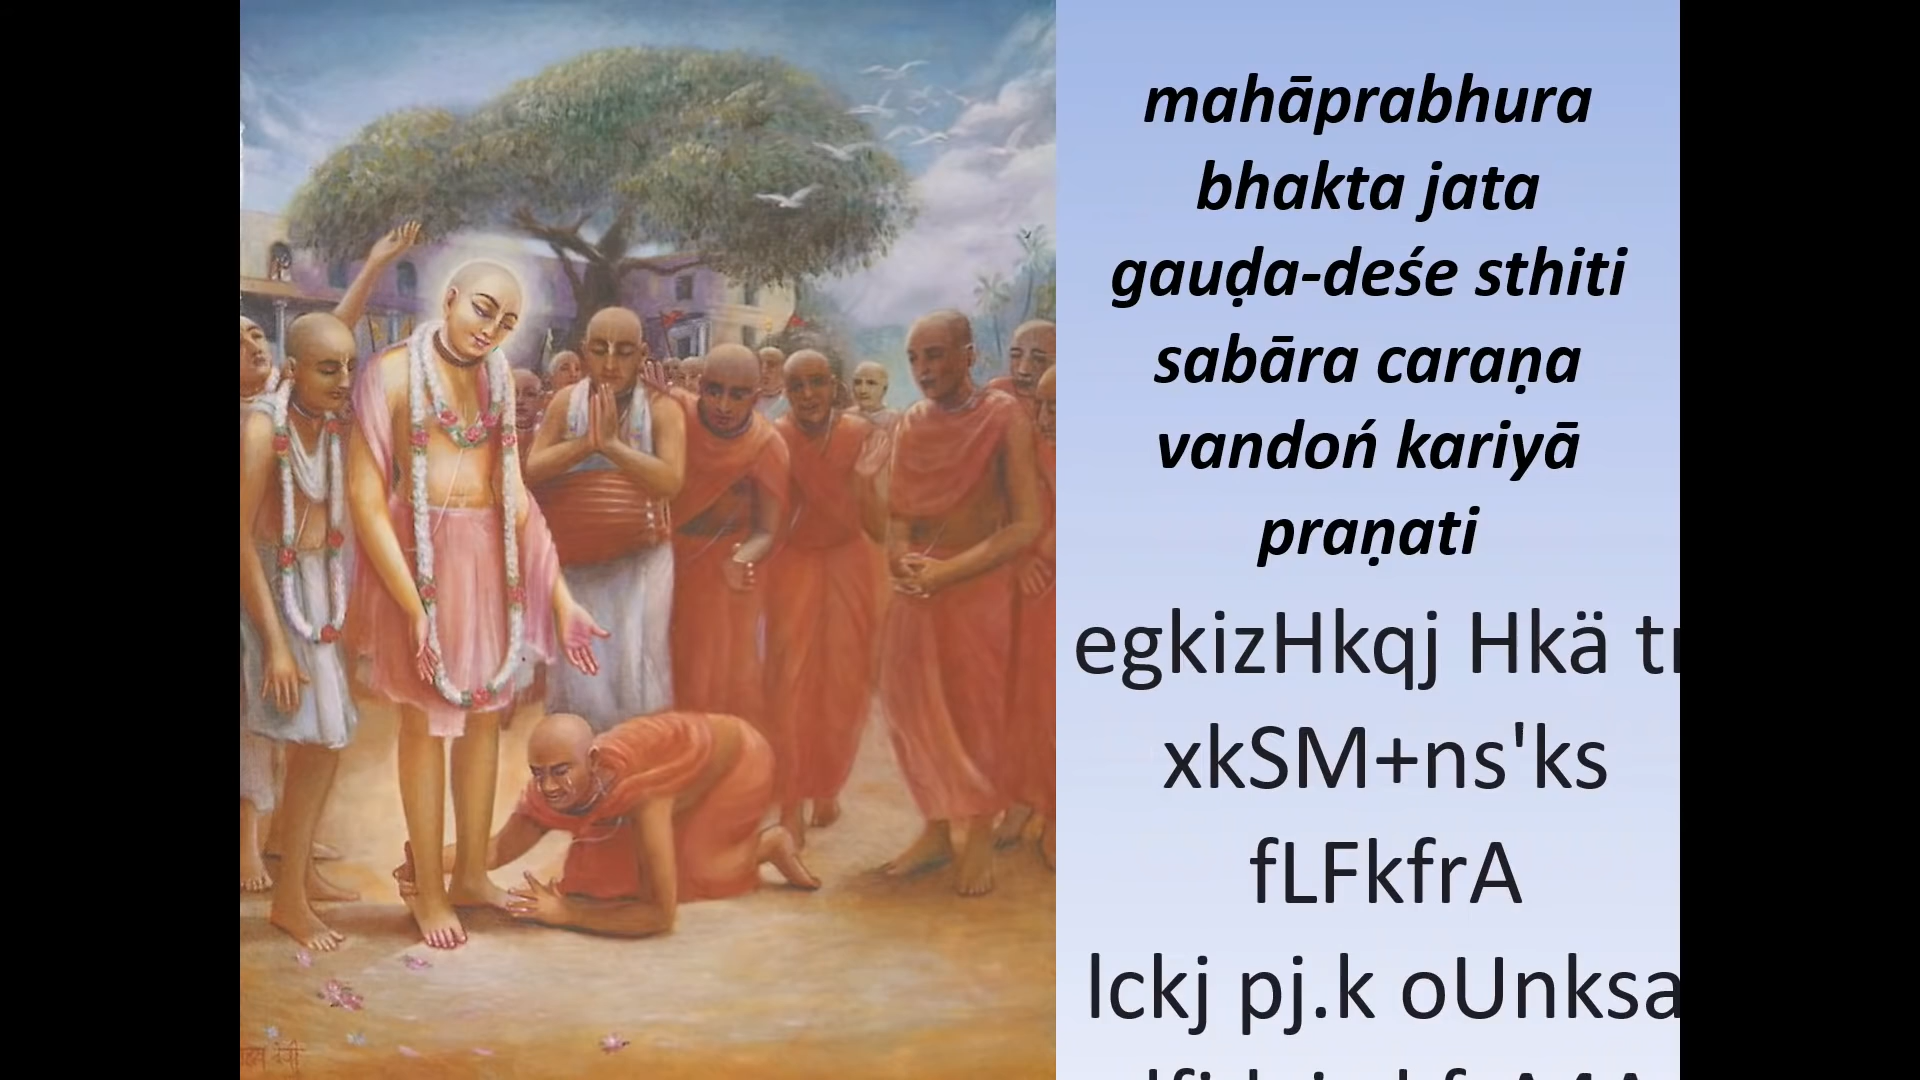 mahāprabhura
bhakta jata
gauḍa-deśe sthiti
sabāra caraṇa
vandoń kariyā
praṇati
egkizHkqj Hkä
xkSM+ns'ks
fLFkfrA
lckj pj.k oUnksa